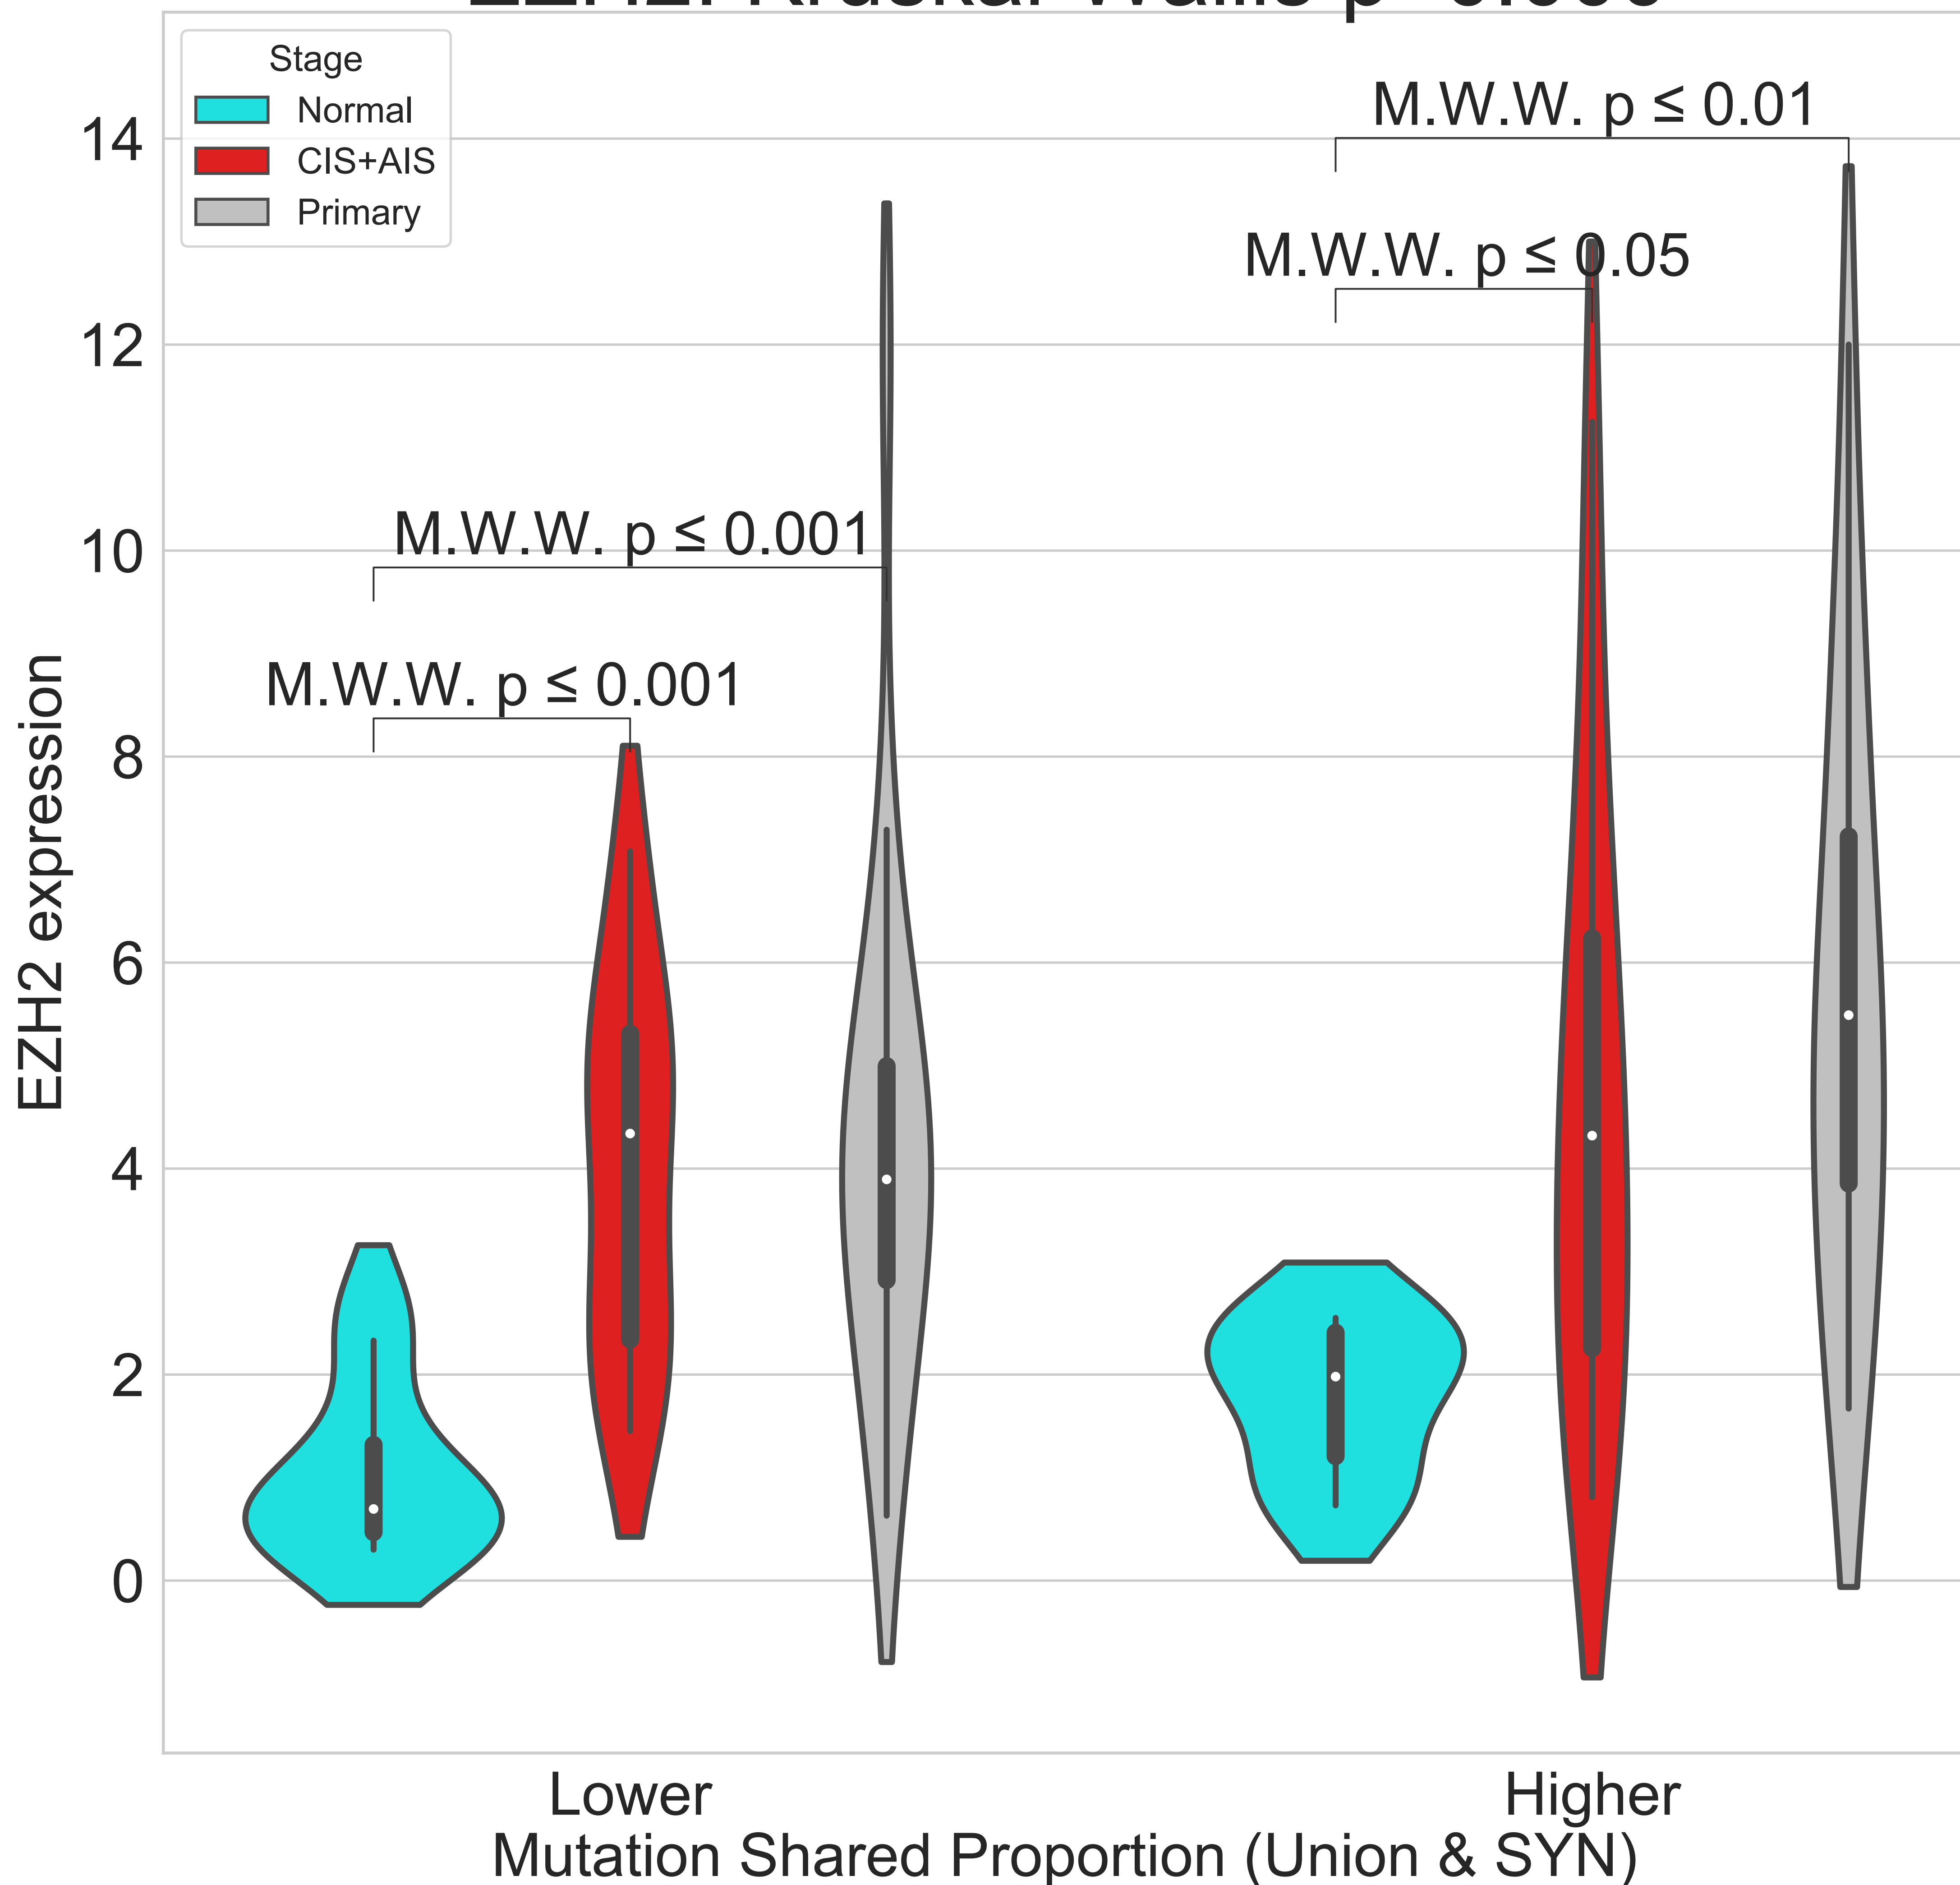 Stage
Normal
CIS+AIS
Primary
M.W.W. p ≤ 0.01
M.W.W. p ≤ 0.05
M.W.W. p ≤ 0.001
M.W.W. p ≤ 0.001
14
12
10
8
6
4
2
0
EZH2 expression
Lower
Higher
Mutation Shared Proportion (Union & SYN)